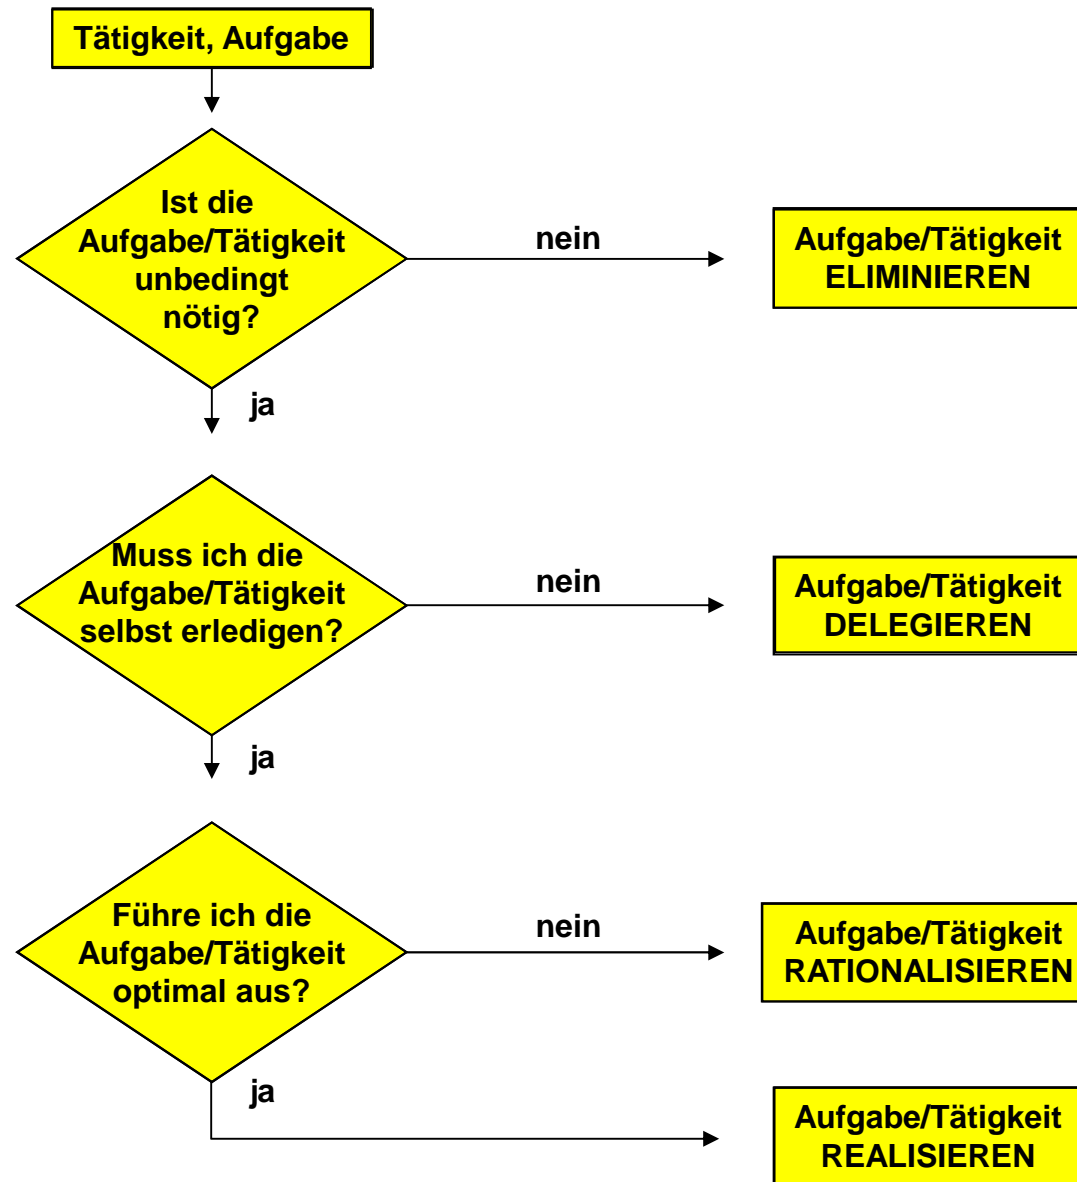 Tätigkeit, Aufgabe
Ist die
Aufgabe/Tätigkeit
unbedingt
nötig?
nein
Aufgabe/Tätigkeit
ELIMINIEREN
ja
Muss ich die
Aufgabe/Tätigkeit
selbst erledigen?
nein
Aufgabe/Tätigkeit
DELEGIEREN
ja
Führe ich die
Aufgabe/Tätigkeit
optimal aus?
nein
Aufgabe/Tätigkeit
RATIONALISIEREN
ja
Aufgabe/Tätigkeit
REALISIEREN